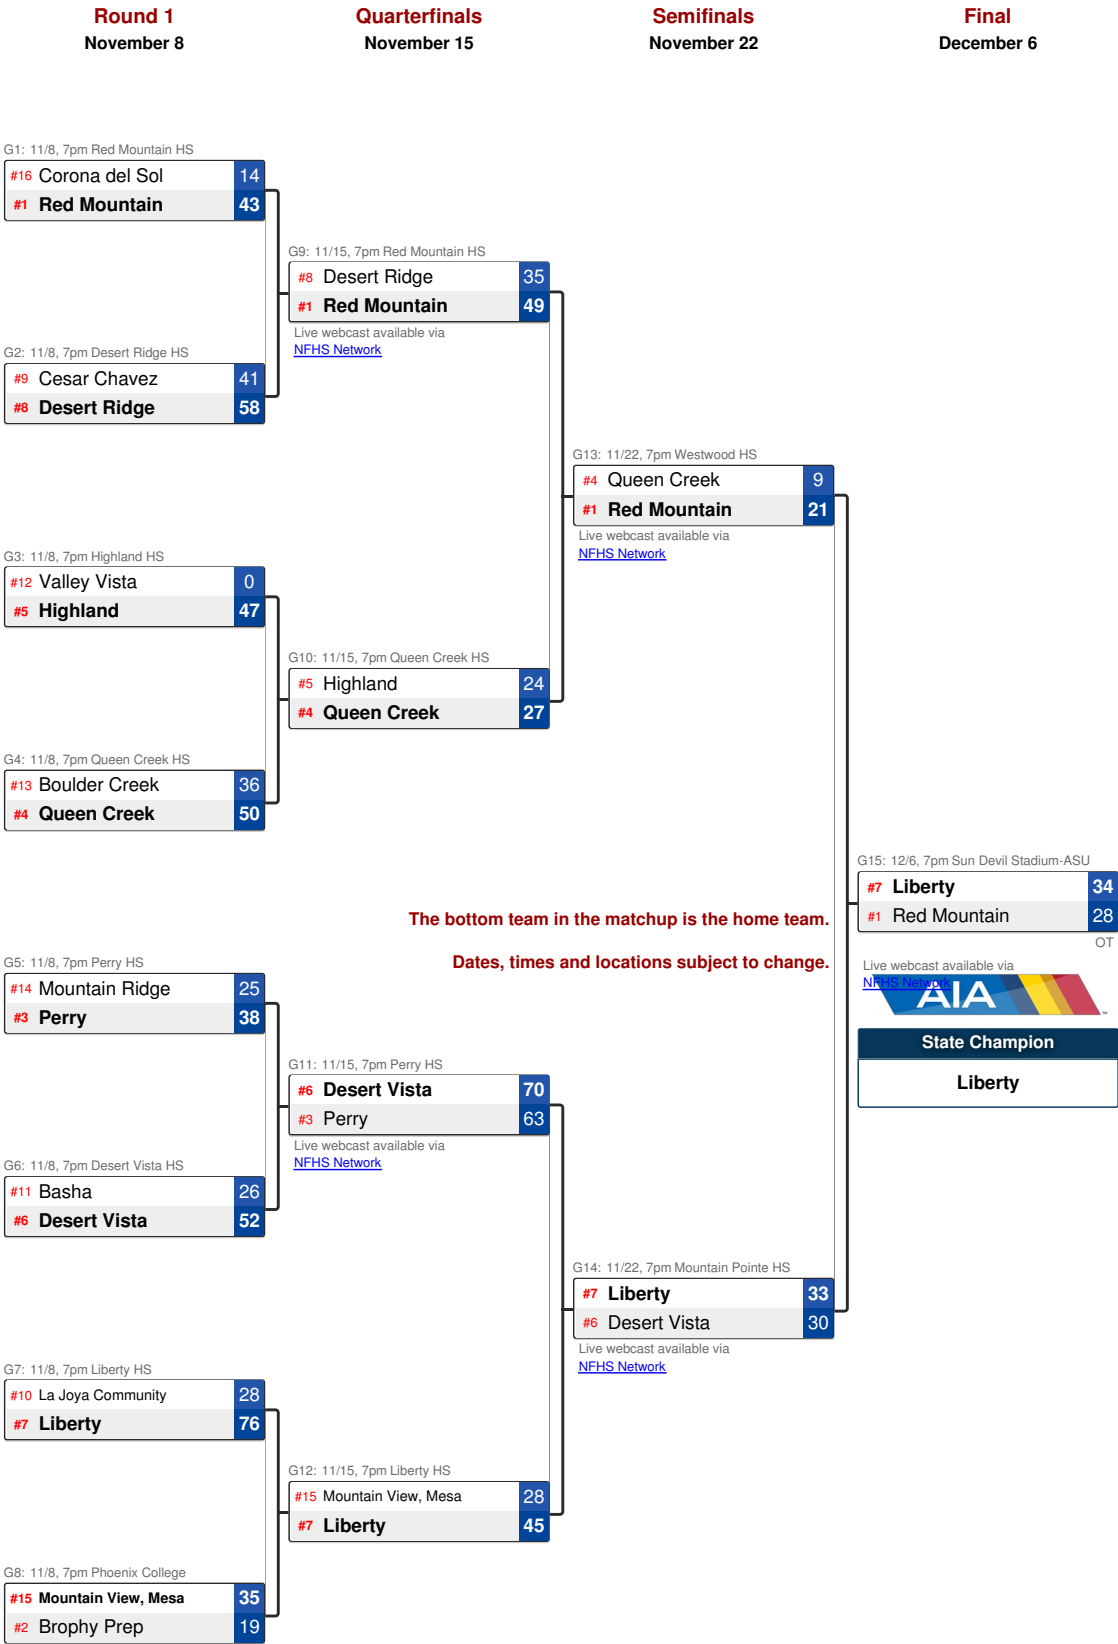 Round 1
November 8
Quarterfinals
November 15
Semifinals
November 22
Final
December 6
G1: 11/8, 7pm Red Mountain HS
#16 Corona del Sol 14
#1 Red Mountain 43
G2: 11/8, 7pm Desert Ridge HS
#9 Cesar Chavez 41
#8 Desert Ridge 58
G3: 11/8, 7pm Highland HS
#12 Valley Vista 0
#5 Highland 47
G4: 11/8, 7pm Queen Creek HS
#13 Boulder Creek 36
#4 Queen Creek 50
G5: 11/8, 7pm Perry HS
#14 Mountain Ridge 25
#3 Perry 38
G6: 11/8, 7pm Desert Vista HS
#11 Basha 26
#6 Desert Vista 52
G7: 11/8, 7pm Liberty HS
#10 La Joya Community 28
#7 Liberty 76
G8: 11/8, 7pm Phoenix College
#15 Mountain View, Mesa 35
#2 Brophy Prep 19
G9: 11/15, 7pm Red Mountain HS
#8 Desert Ridge 35
#1 Red Mountain 49
Live webcast available via
NFHS Network
G10: 11/15, 7pm Queen Creek HS
#5 Highland 24
#4 Queen Creek 27
G11: 11/15, 7pm Perry HS
#6 Desert Vista 70
#3 Perry 63
Live webcast available via
NFHS Network
G12: 11/15, 7pm Liberty HS
#15 Mountain View, Mesa 28
#7 Liberty 45
G13: 11/22, 7pm Westwood HS
#4 Queen Creek 9
#1 Red Mountain 21
Live webcast available via
NFHS Network
The bottom team in the matchup is the home team.
Dates, times and locations subject to change.
G14: 11/22, 7pm Mountain Pointe HS
#7 Liberty 33
#6 Desert Vista 30
Live webcast available via
NFHS Network
G15: 12/6, 7pm Sun Devil Stadium-ASU
#7 Liberty 34
#1 Red Mountain 28
OT
Live webcast available via
NFHS Network
AIA
State Champion
Liberty